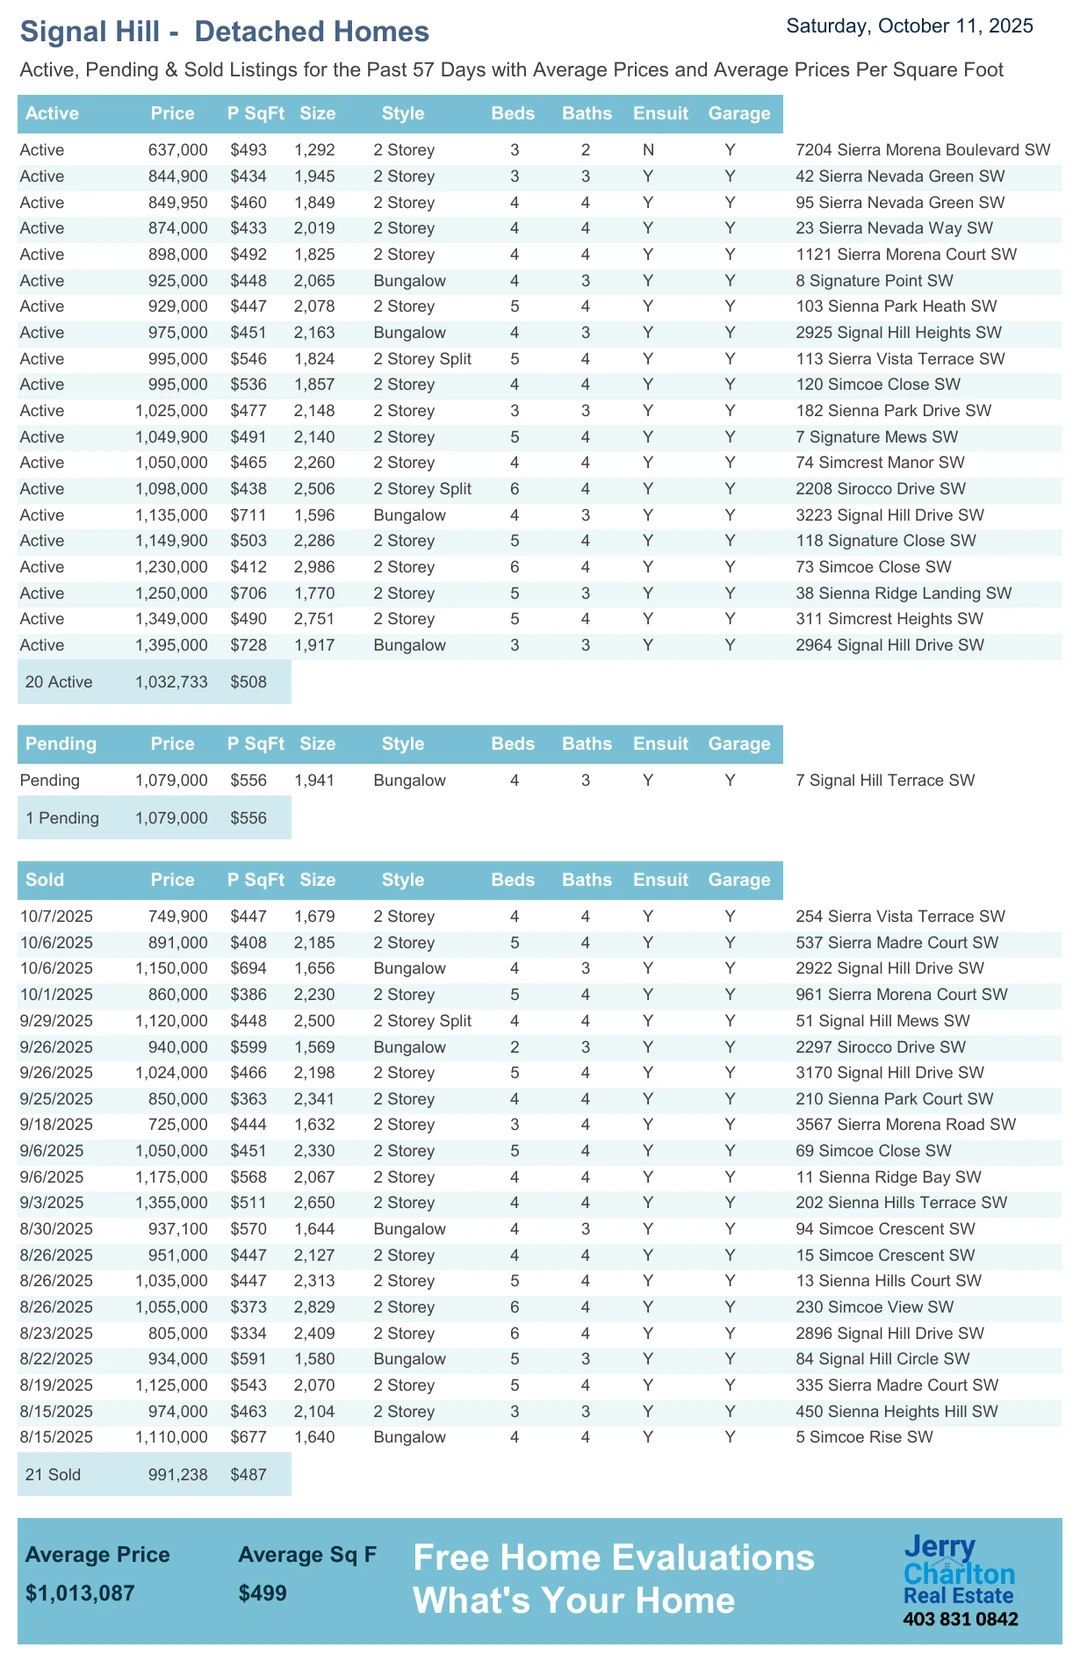 Signal Hill - Detached Homes
Saturday, October 11, 2025
Active, Pending & Sold Listings for the Past 57 Days with Average Prices and Average Prices Per Square Foot
Active Price P SqFt Size Style Beds Baths Ensuit Garage
Active 637,000 $493 1,292 2 Storey 3 2 N Y 7204 Sierra Morena Boulevard SW
Active 844,900 $434 1,945 2 Storey 3 3 Y Y 42 Sierra Nevada Green SW
Active 849,950 $460 1,849 2 Storey 4 4 Y Y 95 Sierra Nevada Green SW
Active 874,000 $433 2,019 2 Storey 4 4 Y Y 23 Sierra Nevada Way SW
Active 898,000 $492 1,825 2 Storey 4 4 Y Y 1121 Sierra Morena Court SW
Active 925,000 $448 2,065 Bungalow 4 3 Y Y 8 Signature Point SW
Active 929,000 $447 2,078 2 Storey 5 4 Y Y 103 Sienna Park Heath SW
Active 975,000 $451 2,163 Bungalow 4 3 Y Y 2925 Signal Hill Heights SW
Active 995,000 $546 1,824 2 Storey Split 5 4 Y Y 113 Sierra Vista Terrace SW
Active 995,000 $536 1,857 2 Storey 4 4 Y Y 120 Simcoe Close SW
Active 1,025,000 $477 2,148 2 Storey 3 3 Y Y 182 Sienna Park Drive SW
Active 1,049,900 $491 2,140 2 Storey 5 4 Y Y 7 Signature Mews SW
Active 1,050,000 $465 2,260 2 Storey 4 4 Y Y 74 Simcrest Manor SW
Active 1,098,000 $438 2,506 2 Storey Split 6 4 Y Y 2208 Sirocco Drive SW
Active 1,135,000 $711 1,596 Bungalow 4 3 Y Y 3223 Signal Hill Drive SW
Active 1,149,900 $503 2,286 2 Storey 5 4 Y Y 118 Signature Close SW
Active 1,230,000 $412 2,986 2 Storey 6 4 Y Y 73 Simcoe Close SW
Active 1,250,000 $706 1,770 2 Storey 5 3 Y Y 38 Sienna Ridge Landing SW
Active 1,349,000 $490 2,751 2 Storey 5 4 Y Y 311 Simcrest Heights SW
Active 1,395,000 $728 1,917 Bungalow 3 3 Y Y 2964 Signal Hill Drive SW
20 Active 1,032,733 $508
Pending Price P SqFt Size Style Beds Baths Ensuit Garage
Pending 1,079,000 $556 1,941 Bungalow 4 3 Y Y 7 Signal Hill Terrace SW
1 Pending 1,079,000 $556
Sold Price P SqFt Size Style Beds Baths Ensuit Garage
10/7/2025 749,900 $447 1,679 2 Storey 4 4 Y Y 254 Sierra Vista Terrace SW
10/6/2025 891,000 $408 2,185 2 Storey 5 4 Y Y 537 Sierra Madre Court SW
10/6/2025 1,150,000 $694 1,656 Bungalow 4 3 Y Y 2922 Signal Hill Drive SW
10/1/2025 860,000 $386 2,230 2 Storey 5 4 Y Y 961 Sierra Morena Court SW
9/29/2025 1,120,000 $448 2,500 2 Storey Split 4 4 Y Y 51 Signal Hill Mews SW
9/26/2025 940,000 $599 1,569 Bungalow 2 3 Y Y 2297 Sirocco Drive SW
9/26/2025 1,024,000 $466 2,198 2 Storey 5 4 Y Y 3170 Signal Hill Drive SW
9/25/2025 850,000 $363 2,341 2 Storey 4 4 Y Y 210 Sienna Park Court SW
9/18/2025 725,000 $444 1,632 2 Storey 3 4 Y Y 3567 Sierra Morena Road SW
9/6/2025 1,050,000 $451 2,330 2 Storey 5 4 Y Y 69 Simcoe Close SW
9/6/2025 1,175,000 $568 2,067 2 Storey 4 4 Y Y 11 Sienna Ridge Bay SW
9/3/2025 1,355,000 $511 2,650 2 Storey 4 4 Y Y 202 Sienna Hills Terrace SW
8/30/2025 937,100 $570 1,644 Bungalow 4 3 Y Y 94 Simcoe Crescent SW
8/26/2025 951,000 $447 2,127 2 Storey 4 4 Y Y 15 Simcoe Crescent SW
8/26/2025 1,035,000 $447 2,313 2 Storey 5 4 Y Y 13 Sienna Hills Court SW
8/26/2025 1,055,000 $373 2,829 2 Storey 6 4 Y Y 230 Simcoe View SW
8/23/2025 805,000 $334 2,409 2 Storey 6 4 Y Y 2896 Signal Hill Drive SW
8/22/2025 934,000 $591 1,580 Bungalow 5 3 Y Y 84 Signal Hill Circle SW
8/19/2025 1,125,000 $543 2,070 2 Storey 5 4 Y Y 335 Sierra Madre Court SW
8/15/2025 974,000 $463 2,104 2 Storey 3 3 Y Y 450 Sienna Heights Hill SW
8/15/2025 1,110,000 $677 1,640 Bungalow 4 4 Y Y 5 Simcoe Rise SW
21 Sold 991,238 $487
Average Price Average Sq F
$1,013,087 $499
Free Home Evaluations
What's Your Home
Jerry
Charlton
Real Estate
403 831 0842